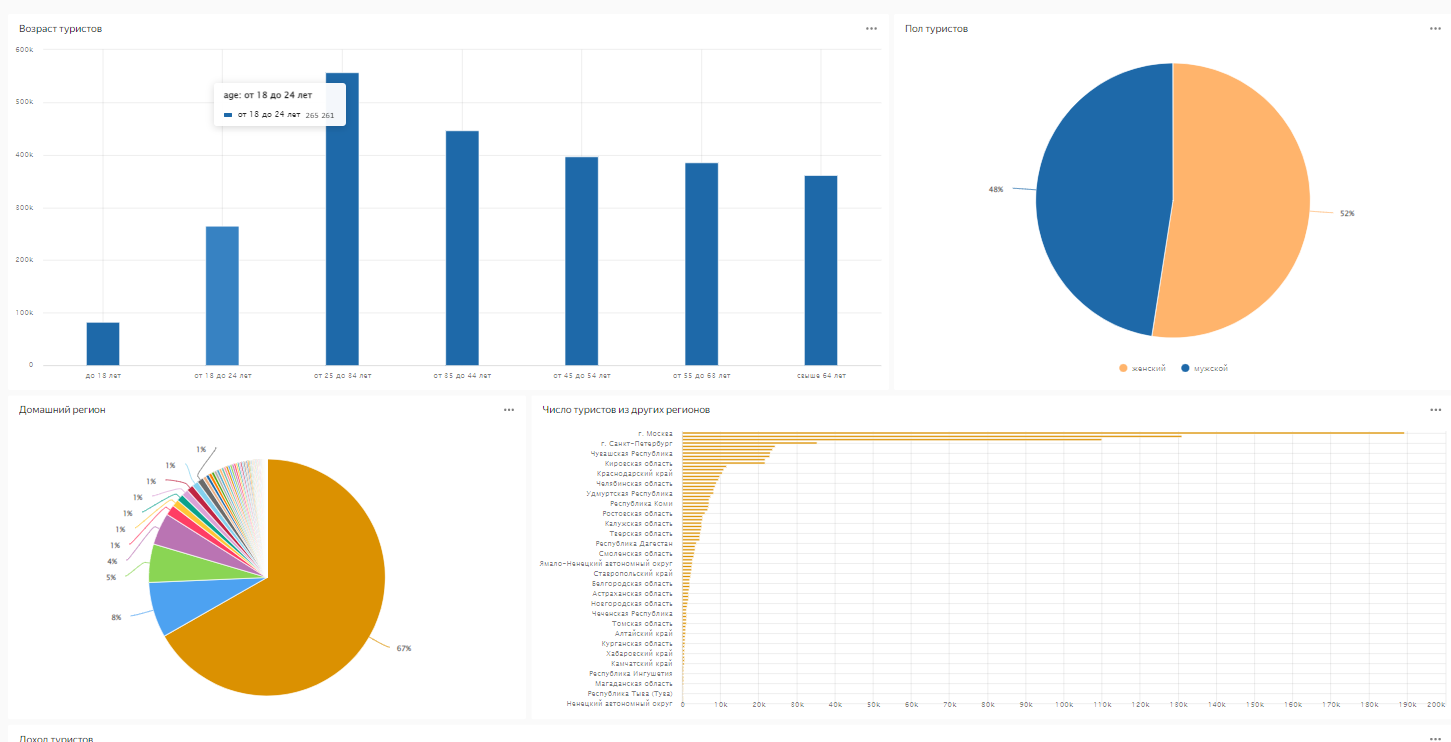 Возраст туристов
600k
500k
400k
300k
200k
100k
0
age: от 18 до 24 лет
от 18 до 24 лет 265 261
до 18 лет
от 18 до 24 лет
от 25 до 34 лет
от 35 до 44 лет
от 45 до 54 лет
от 55 до 63 лет
свыше 64 лет
Пол туристов
48%
52%
женский
мужской
Домашний регион
1%
1%
1%
1%
1%
1%
1%
4%
5%
8%
67%
Число туристов из других регионов
г. Москва
г. Санкт-Петербург
Чувашская Республика
Кировская область
Краснодарский край
Челябинская область
Удмуртская Республика
Республика Коми
Ростовская область
Калужская область
Тверская область
Республика Дагестан
Смоленская область
Ямало-Ненецкий автономный округ
Ставропольский край
Белгородская область
Астраханская область
Новгородская область
Чеченская Республика
Томская область
Алтайский край
Курганская область
Хабаровский край
Камчатский край
Республика Ингушетия
Магаданская область
Республика Тыва (Тува)
Ненецкий автономный округ
0 10k 20k 30k 40k 50k 60k 70k 80k 90k 100k 110k 120k 130k 140k 150k 160k 170k 180k 190k 200k
Доход туристов